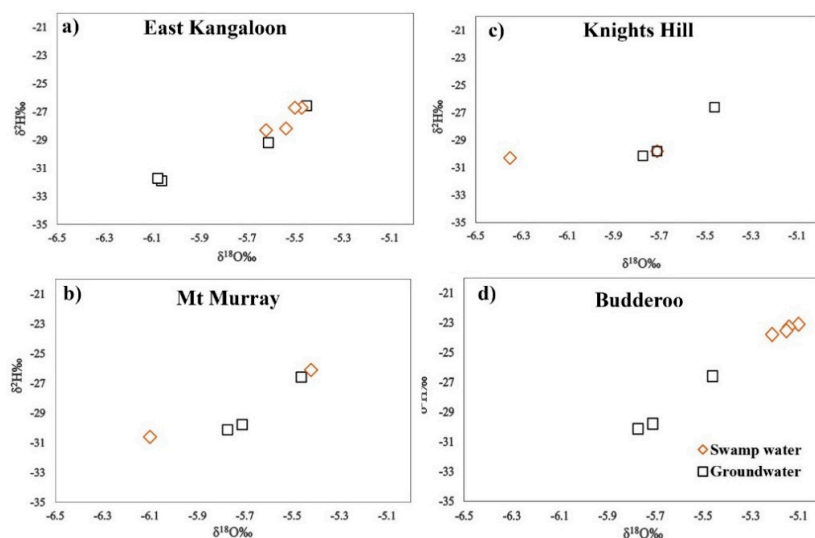 a)
East Kangaloon
-21
-23
-25
-27
-29
-31
-33
-35
δ²H‰
-6.5 -6.3 -6.1 -5.9 -5.7 -5.5 -5.3 -5.1
δ¹⁸O‰
c)
Knights Hill
-21
-23
-25
-27
-29
-31
-33
-35
δ²H‰
-6.5 -6.3 -6.1 -5.9 -5.7 -5.5 -5.3 -5.1
δ¹⁸O‰
b)
Mt Murray
-21
-23
-25
-27
-29
-31
-33
-35
δ²H‰
-6.5 -6.3 -6.1 -5.9 -5.7 -5.5 -5.3 -5.1
δ¹⁸O‰
d)
Budderoo
-21
-23
-25
-27
-29
-31
-33
-35
Swamp water
Groundwater
-6.5 -6.3 -6.1 -5.9 -5.7 -5.5 -5.3 -5.1
δ¹⁸O‰